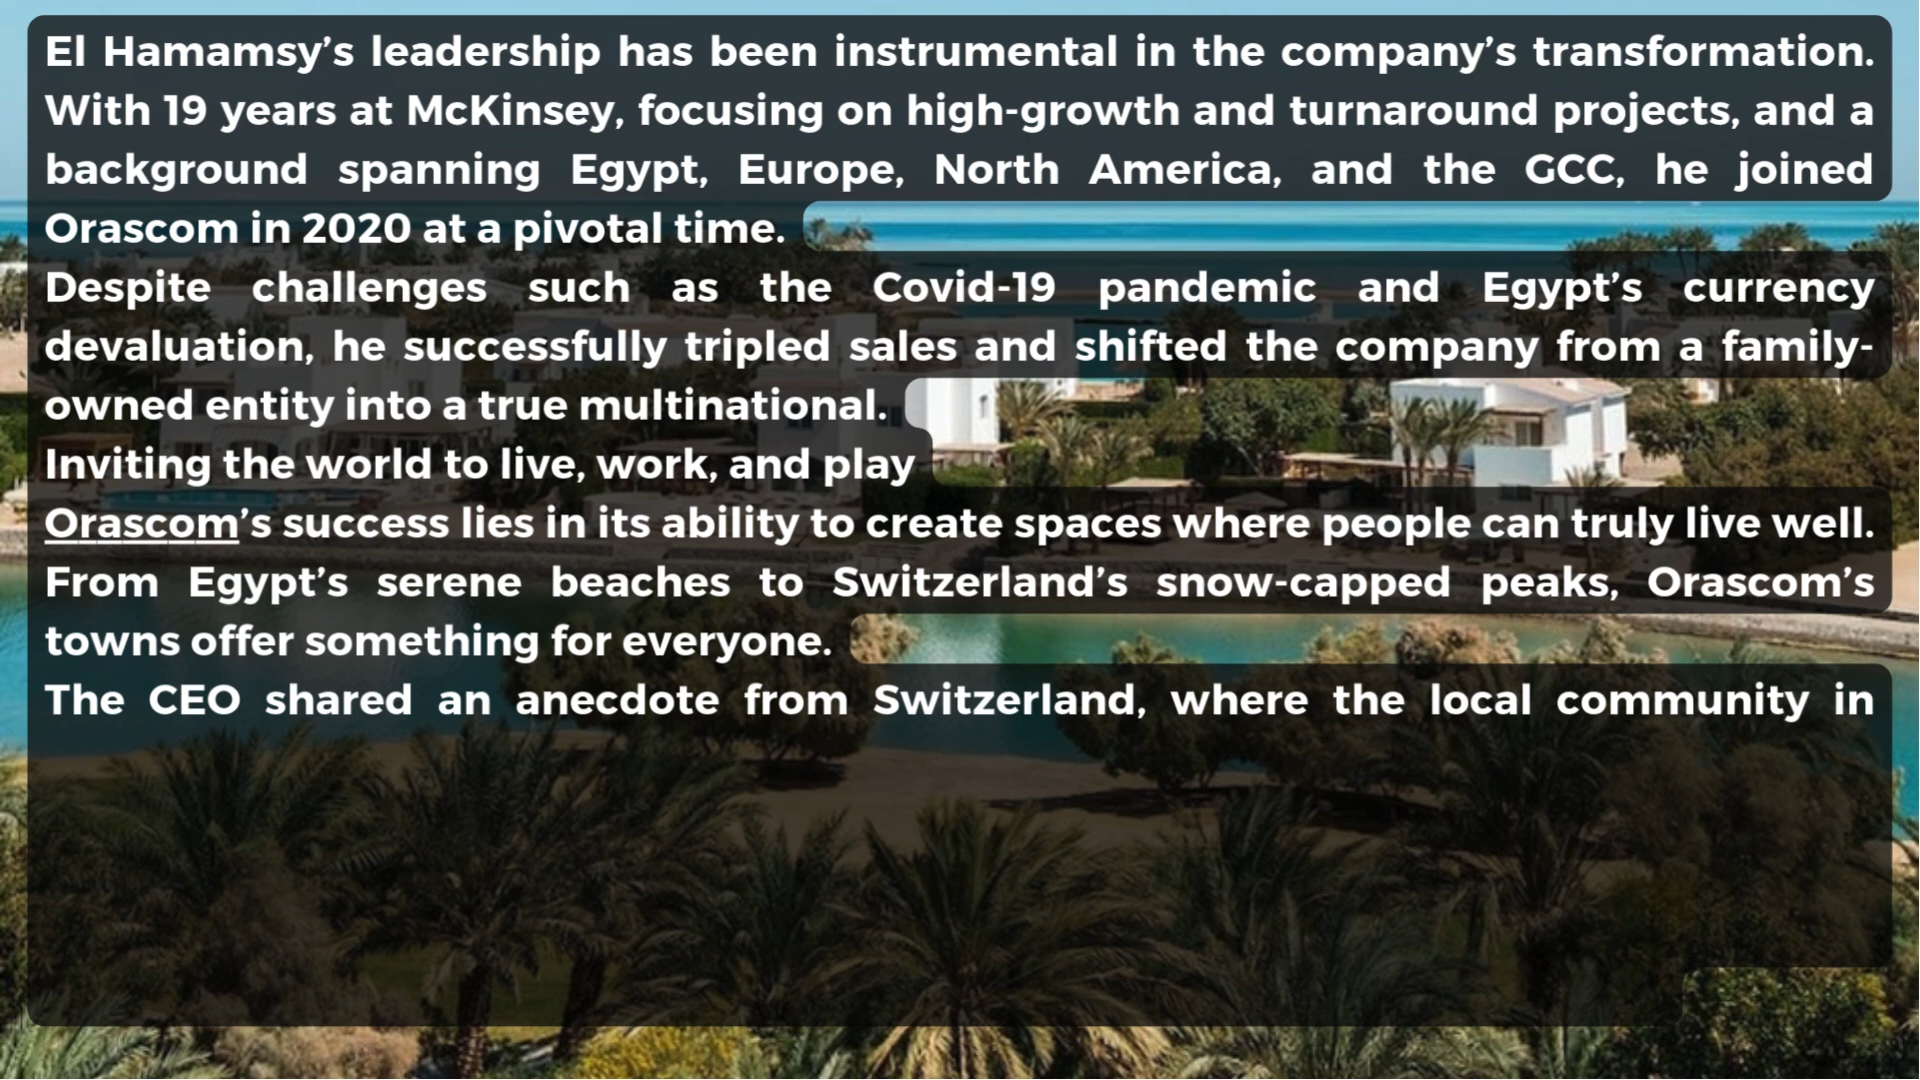 El Hamamsy’s leadership has been instrumental in the company’s transformation.
With 19 years at McKinsey, focusing on high-growth and turnaround projects, and a
background spanning Egypt, Europe, North America, and the GCC, he joined
Orascom in 2020 at a pivotal time.
Despite challenges such as the Covid-19 pandemic and Egypt’s currency
devaluation, he successfully tripled sales and shifted the company from a family-
owned entity into a true multinational.
Inviting the world to live, work, and play
Orascom’s success lies in its ability to create spaces where people can truly live well.
From Egypt’s serene beaches to Switzerland’s snow-capped peaks, Orascom’s
towns offer something for everyone.
The CEO shared an anecdote from Switzerland, where the local community in